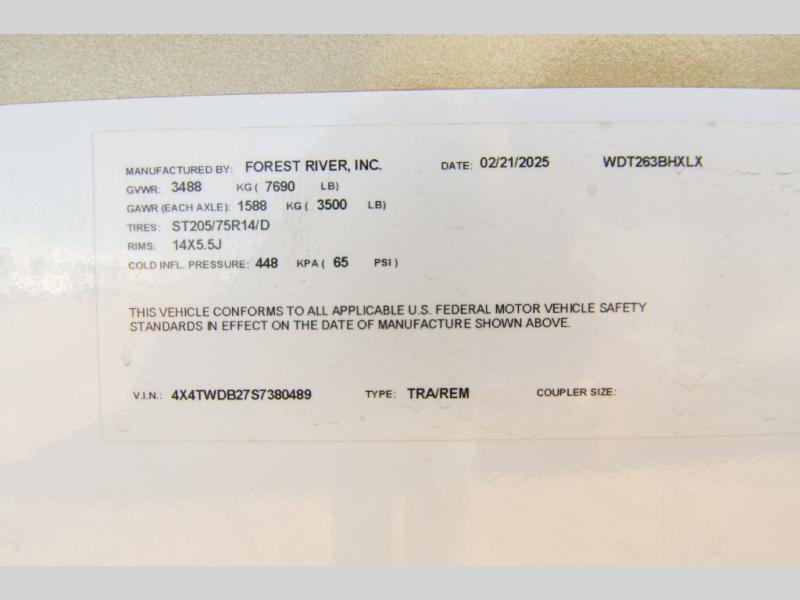 MANUFACTURED BY: FOREST RIVER, INC. DATE: 02/21/2025 WDT263BHXLX
GVWR: 3488 KG ( 7690 LB)
GAWR (EACH AXLE): 1588 KG ( 3500 LB)
TIRES: ST205/75R14/D
RIMS: 14X5.5J
COLD INFL. PRESSURE: 448 KPA ( 65 PSI )
THIS VEHICLE CONFORMS TO ALL APPLICABLE U.S. FEDERAL MOTOR VEHICLE SAFETY
STANDARDS IN EFFECT ON THE DATE OF MANUFACTURE SHOWN ABOVE.
V.I.N.: 4X4TWDB27S7380489 TYPE: TRA/REM COUPLER SIZE: